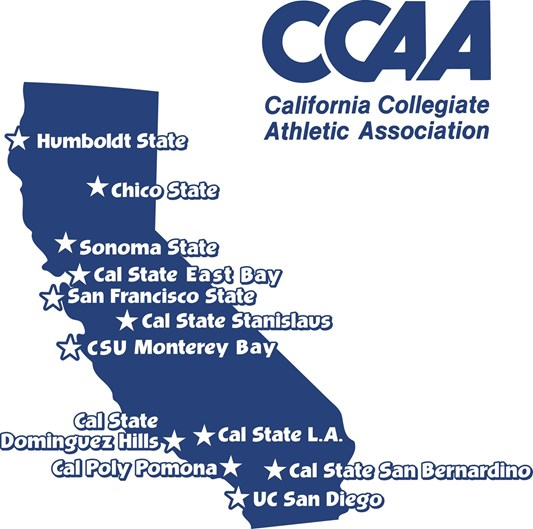 CCAA
California Collegiate
Athletic Association
Humboldt State
Chico State
Sonoma State
Cal State East Bay
San Francisco State
Cal State Stanislaus
CSU Monterey Bay
Cal State
Dominguez Hills
Cal State L.A.
Cal Poly Pomona
Cal State San Bernardino
UC San Diego